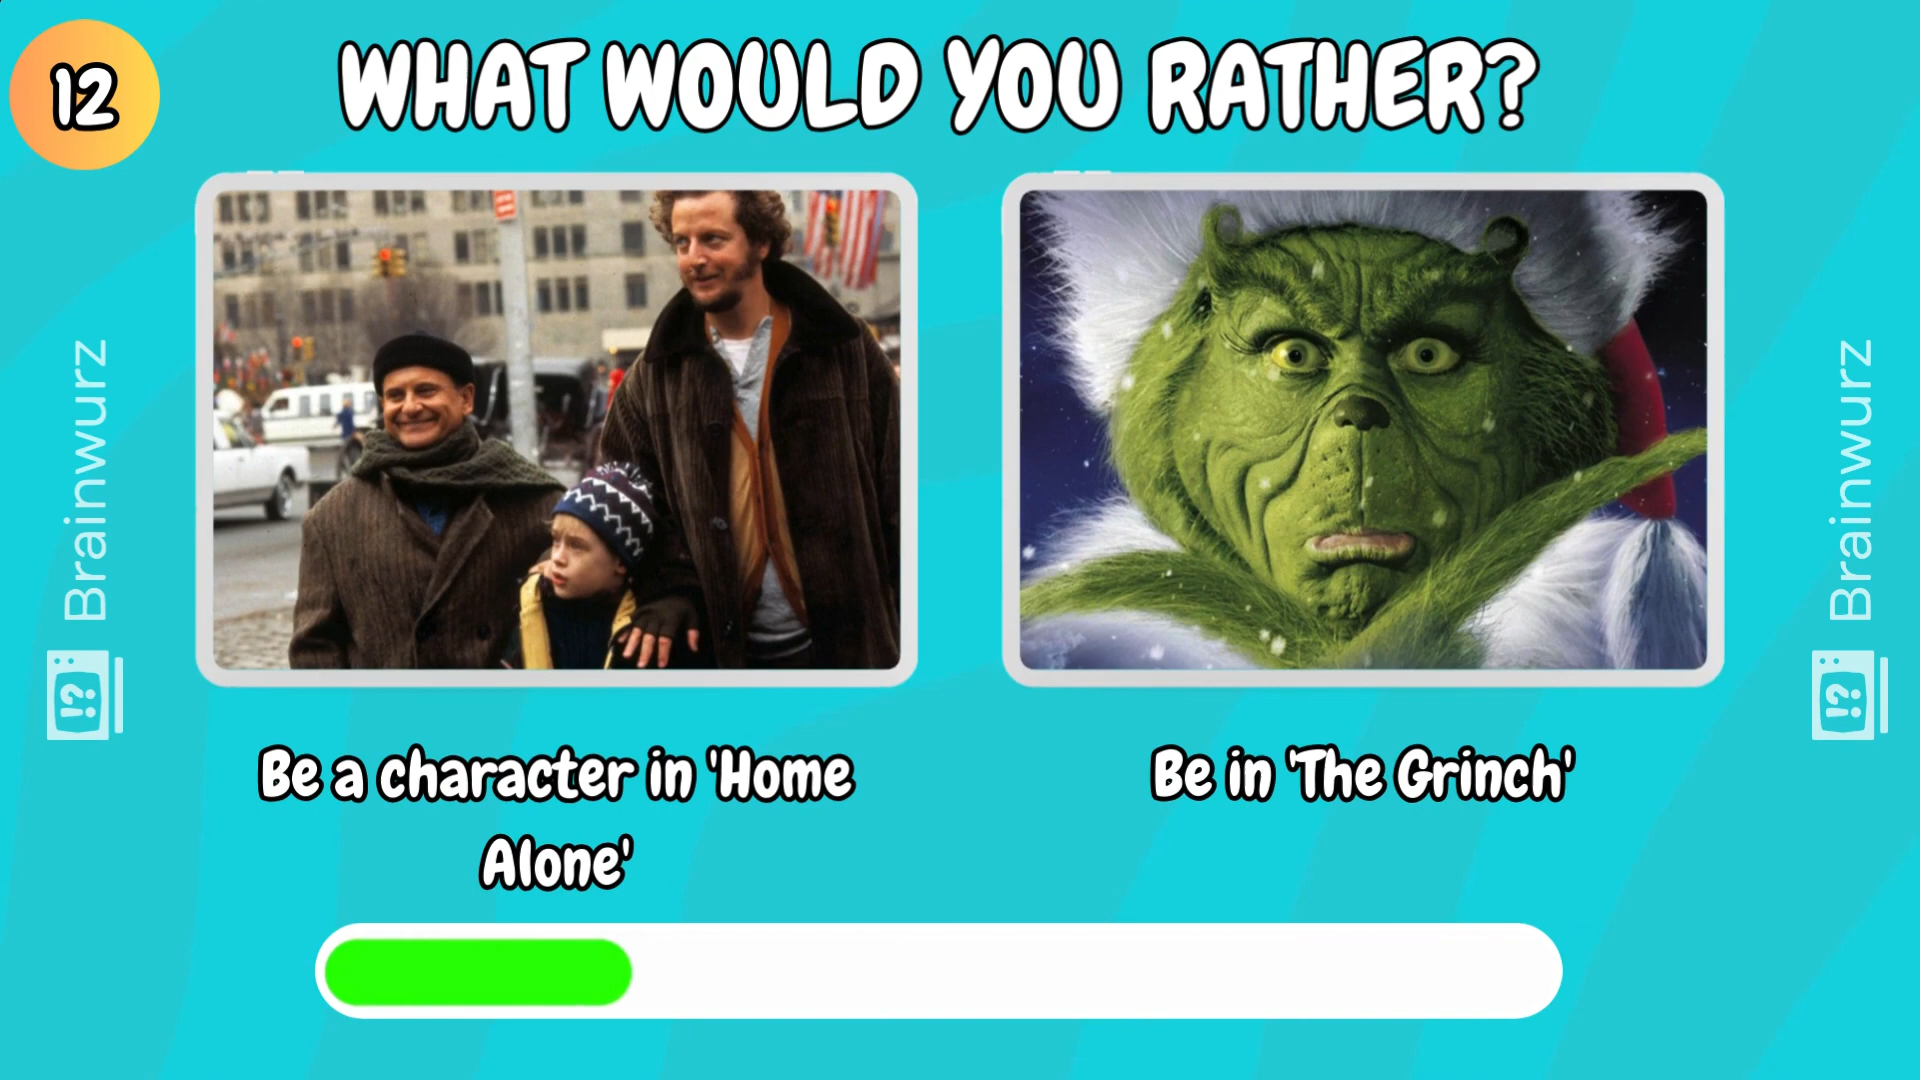 12
WHAT WOULD YOU RATHER?
Brainwurz
!?
Be a character in 'Home
Alone'
Be in 'The Grinch'
Brainwurz
!?